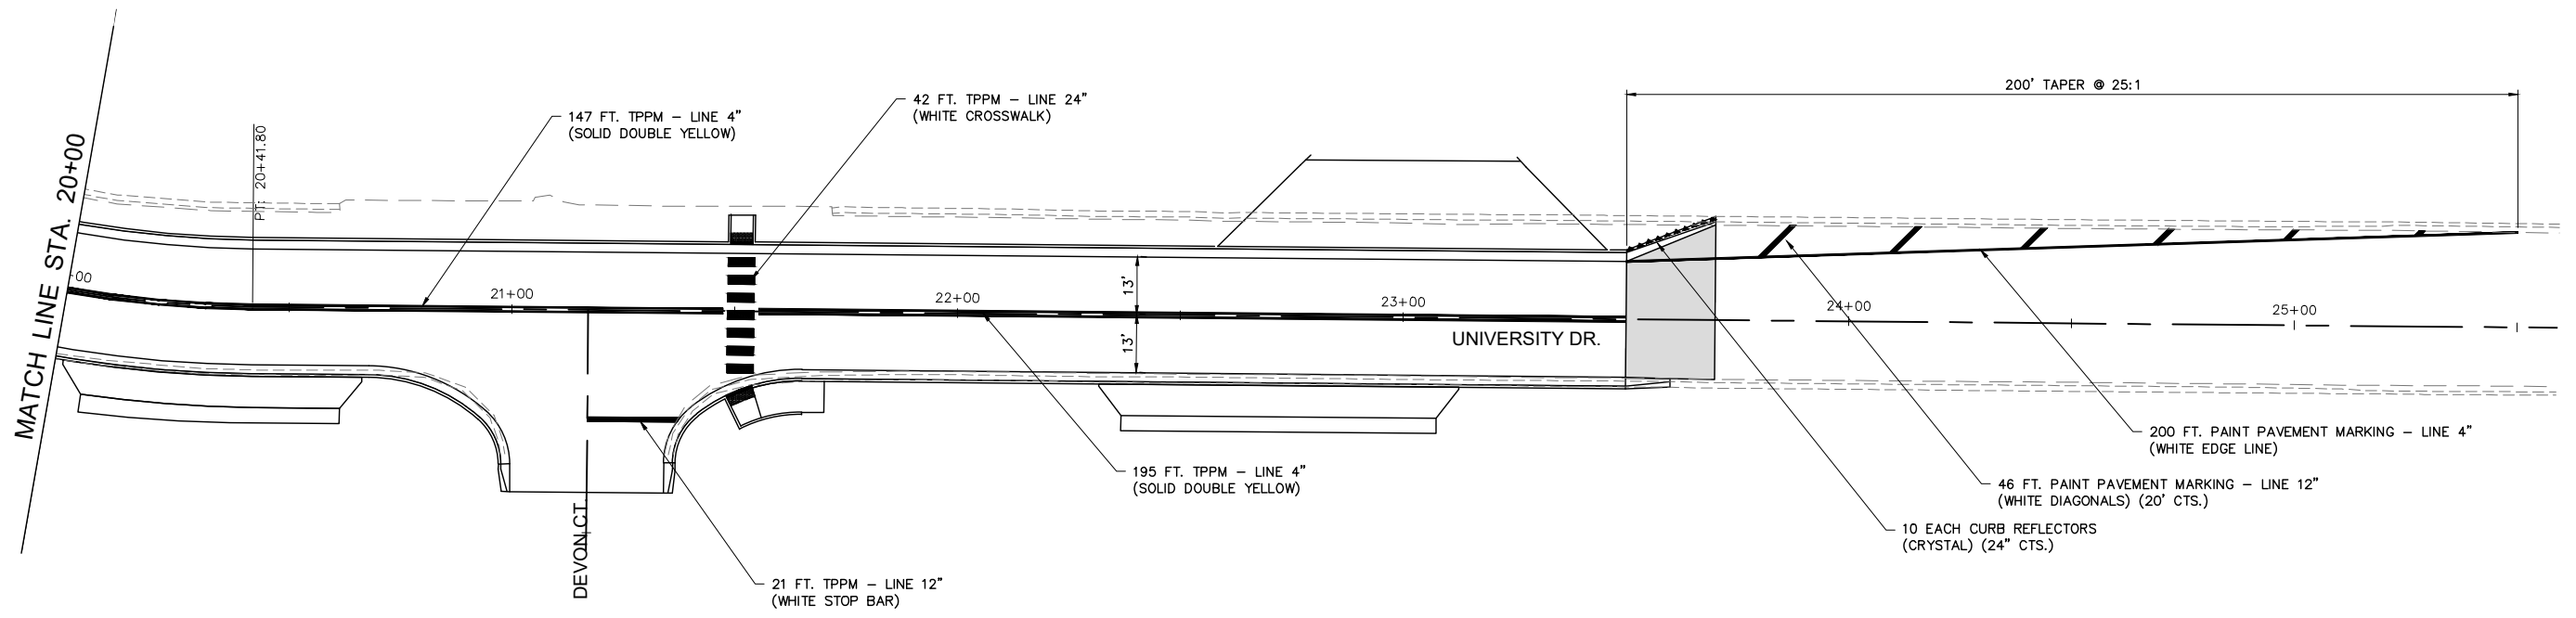 MATCH LINE STA. 20+00
+00
PT: 20+41.80
147 FT. TPPM – LINE 4"
(SOLID DOUBLE YELLOW)
42 FT. TPPM – LINE 24"
(WHITE CROSSWALK)
200' TAPER @ 25:1
21+00
22+00
23+00
24+00
25+00
13'
13'
UNIVERSITY DR.
DEVON CT.
195 FT. TPPM – LINE 4"
(SOLID DOUBLE YELLOW)
21 FT. TPPM – LINE 12"
(WHITE STOP BAR)
200 FT. PAINT PAVEMENT MARKING – LINE 4"
(WHITE EDGE LINE)
46 FT. PAINT PAVEMENT MARKING – LINE 12"
(WHITE DIAGONALS) (20' CTS.)
10 EACH CURB REFLECTORS
(CRYSTAL) (24" CTS.)